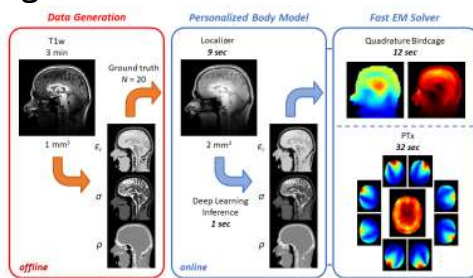 Data Generation
T1w
3 min
Ground truth
N = 20
1 mm³
εr
σ
ρ
offline
Personalized Body Model
Localizer
9 sec
2 mm³
Deep Learning
Inference
1 sec
εr
σ
ρ
online
Fast EM Solver
Quadrature Birdcage
12 sec
PTx
32 sec